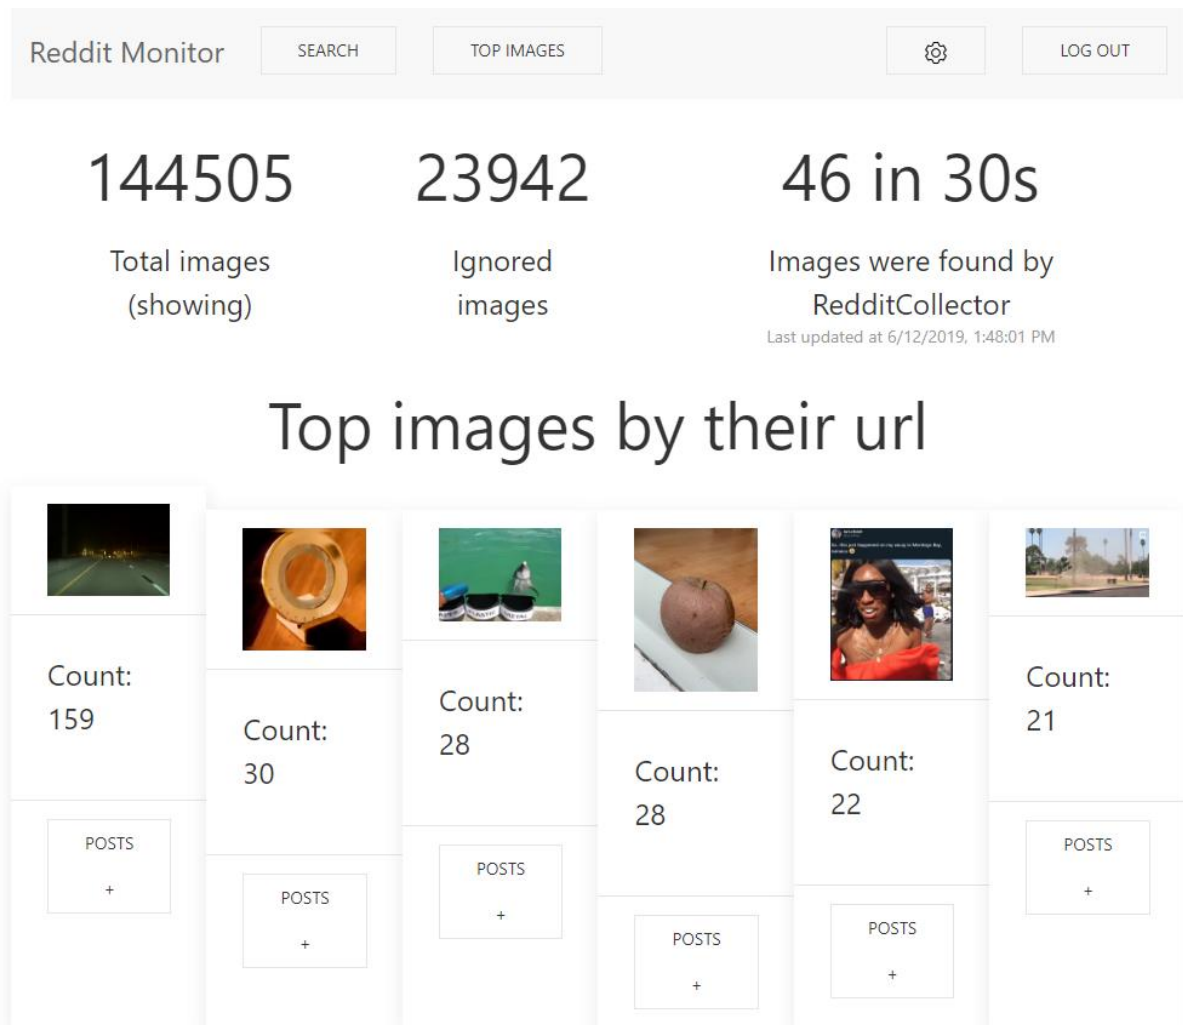 Reddit Monitor
SEARCH
TOP IMAGES
LOG OUT
144505
23942
46 in 30s
Total images
(showing)
Ignored
images
Images were found by
RedditCollector
Last updated at 6/12/2019, 1:48:01 PM
Top images by their url
Count:
159
POSTS
+
Count:
30
POSTS
+
Count:
28
POSTS
+
Count:
28
POSTS
+
Count:
22
POSTS
+
Count:
21
POSTS
+